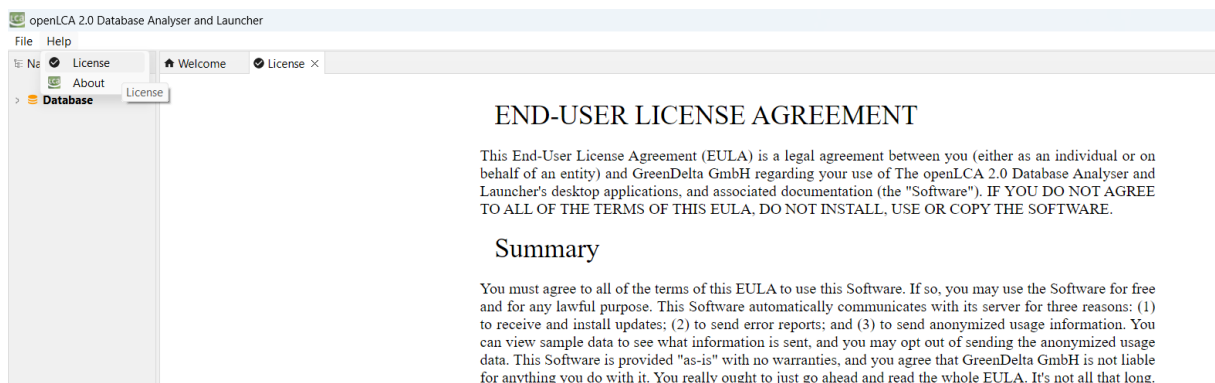 openLCA 2.0 Database Analyser and Launcher
File Help
License
About
License
Database
Welcome
License
END-USER LICENSE AGREEMENT
This End-User License Agreement (EULA) is a legal agreement between you (either as an individual or on
behalf of an entity) and GreenDelta GmbH regarding your use of The openLCA 2.0 Database Analyser and
Launcher's desktop applications, and associated documentation (the "Software"). IF YOU DO NOT AGREE
TO ALL OF THE TERMS OF THIS EULA, DO NOT INSTALL, USE OR COPY THE SOFTWARE.
Summary
You must agree to all of the terms of this EULA to use this Software. If so, you may use the Software for free
and for any lawful purpose. This Software automatically communicates with its server for three reasons: (1)
to receive and install updates; (2) to send error reports; and (3) to send anonymized usage information. You
can view sample data to see what information is sent, and you may opt out of sending the anonymized usage
data. This Software is provided "as-is" with no warranties, and you agree that GreenDelta GmbH is not liable
for anything you do with it. You really ought to just go ahead and read the whole EULA. It's not all that long.